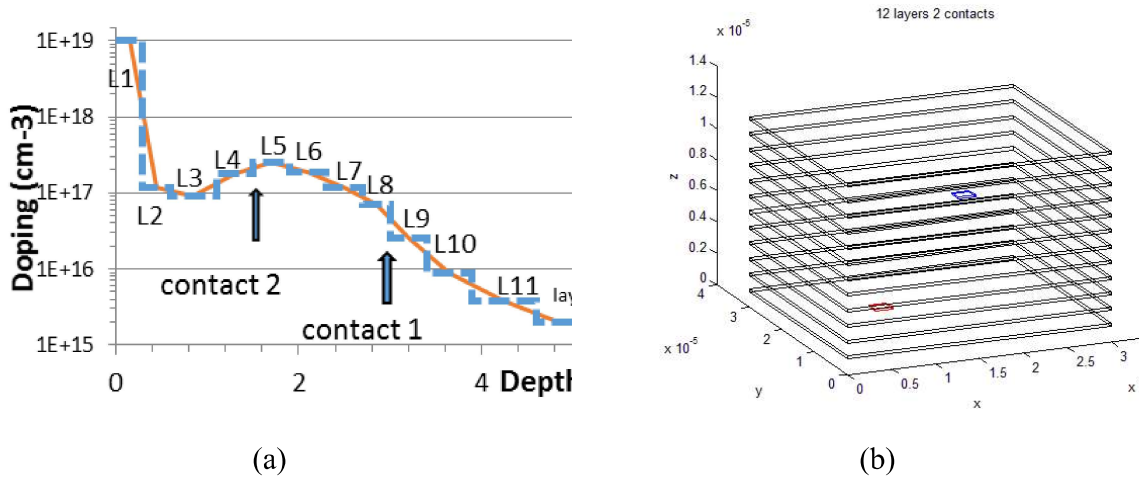 Doping (cm-3)
1E+19
1E+18
1E+17
1E+16
1E+15
L1
L2
L3
L4
L5
L6
L7
L8
L9
L10
L11
lay
contact 2
contact 1
0
2
4
Depth
(a)
12 layers 2 contacts
x 10⁻⁵
1.4
1.2
1
0.8
0.6
0.4
0.2
0
z
4
3
2
1
0
x 10⁻⁵
y
0
0.5
1
1.5
2
2.5
3
x
x
(b)